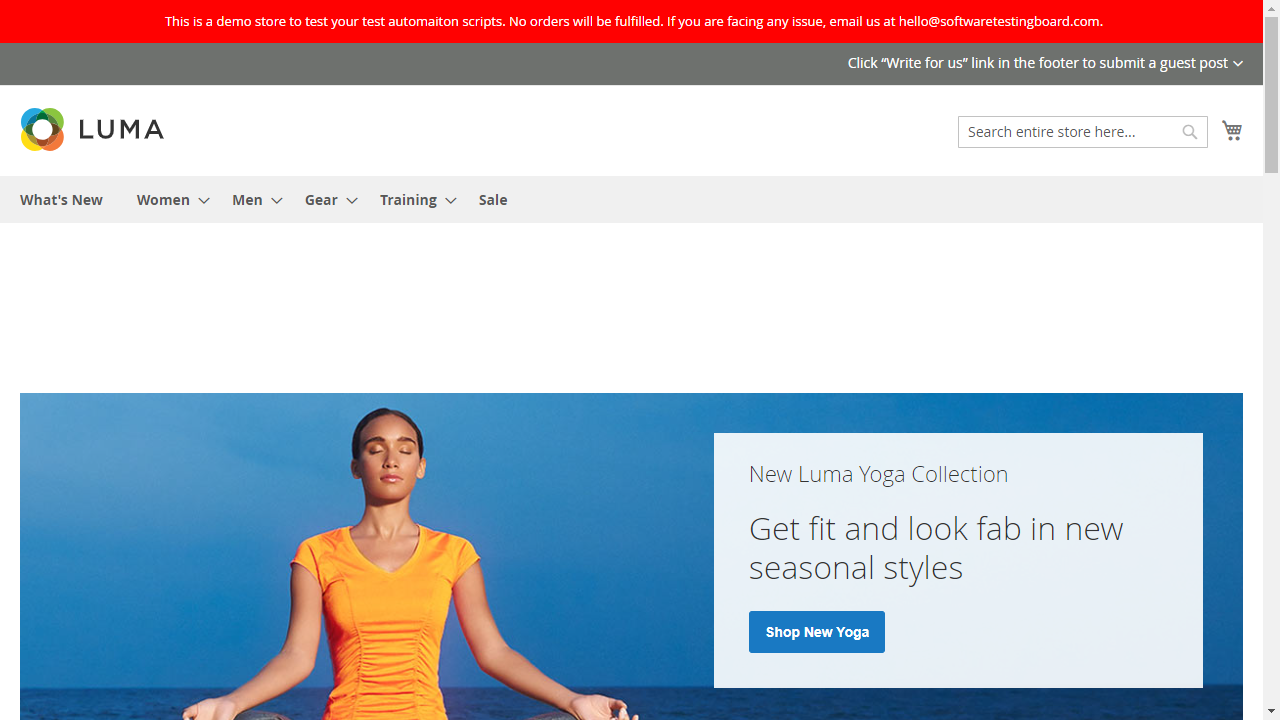 This is a demo store to test your test automaiton scripts. No orders will be fulfilled. If you are facing any issue, email us at hello@softwaretestingboard.com.
Click “Write for us” link in the footer to submit a guest post
LUMA
Search entire store here...
What's New
Women
Men
Gear
Training
Sale
New Luma Yoga Collection
Get fit and look fab in new
seasonal styles
Shop New Yoga